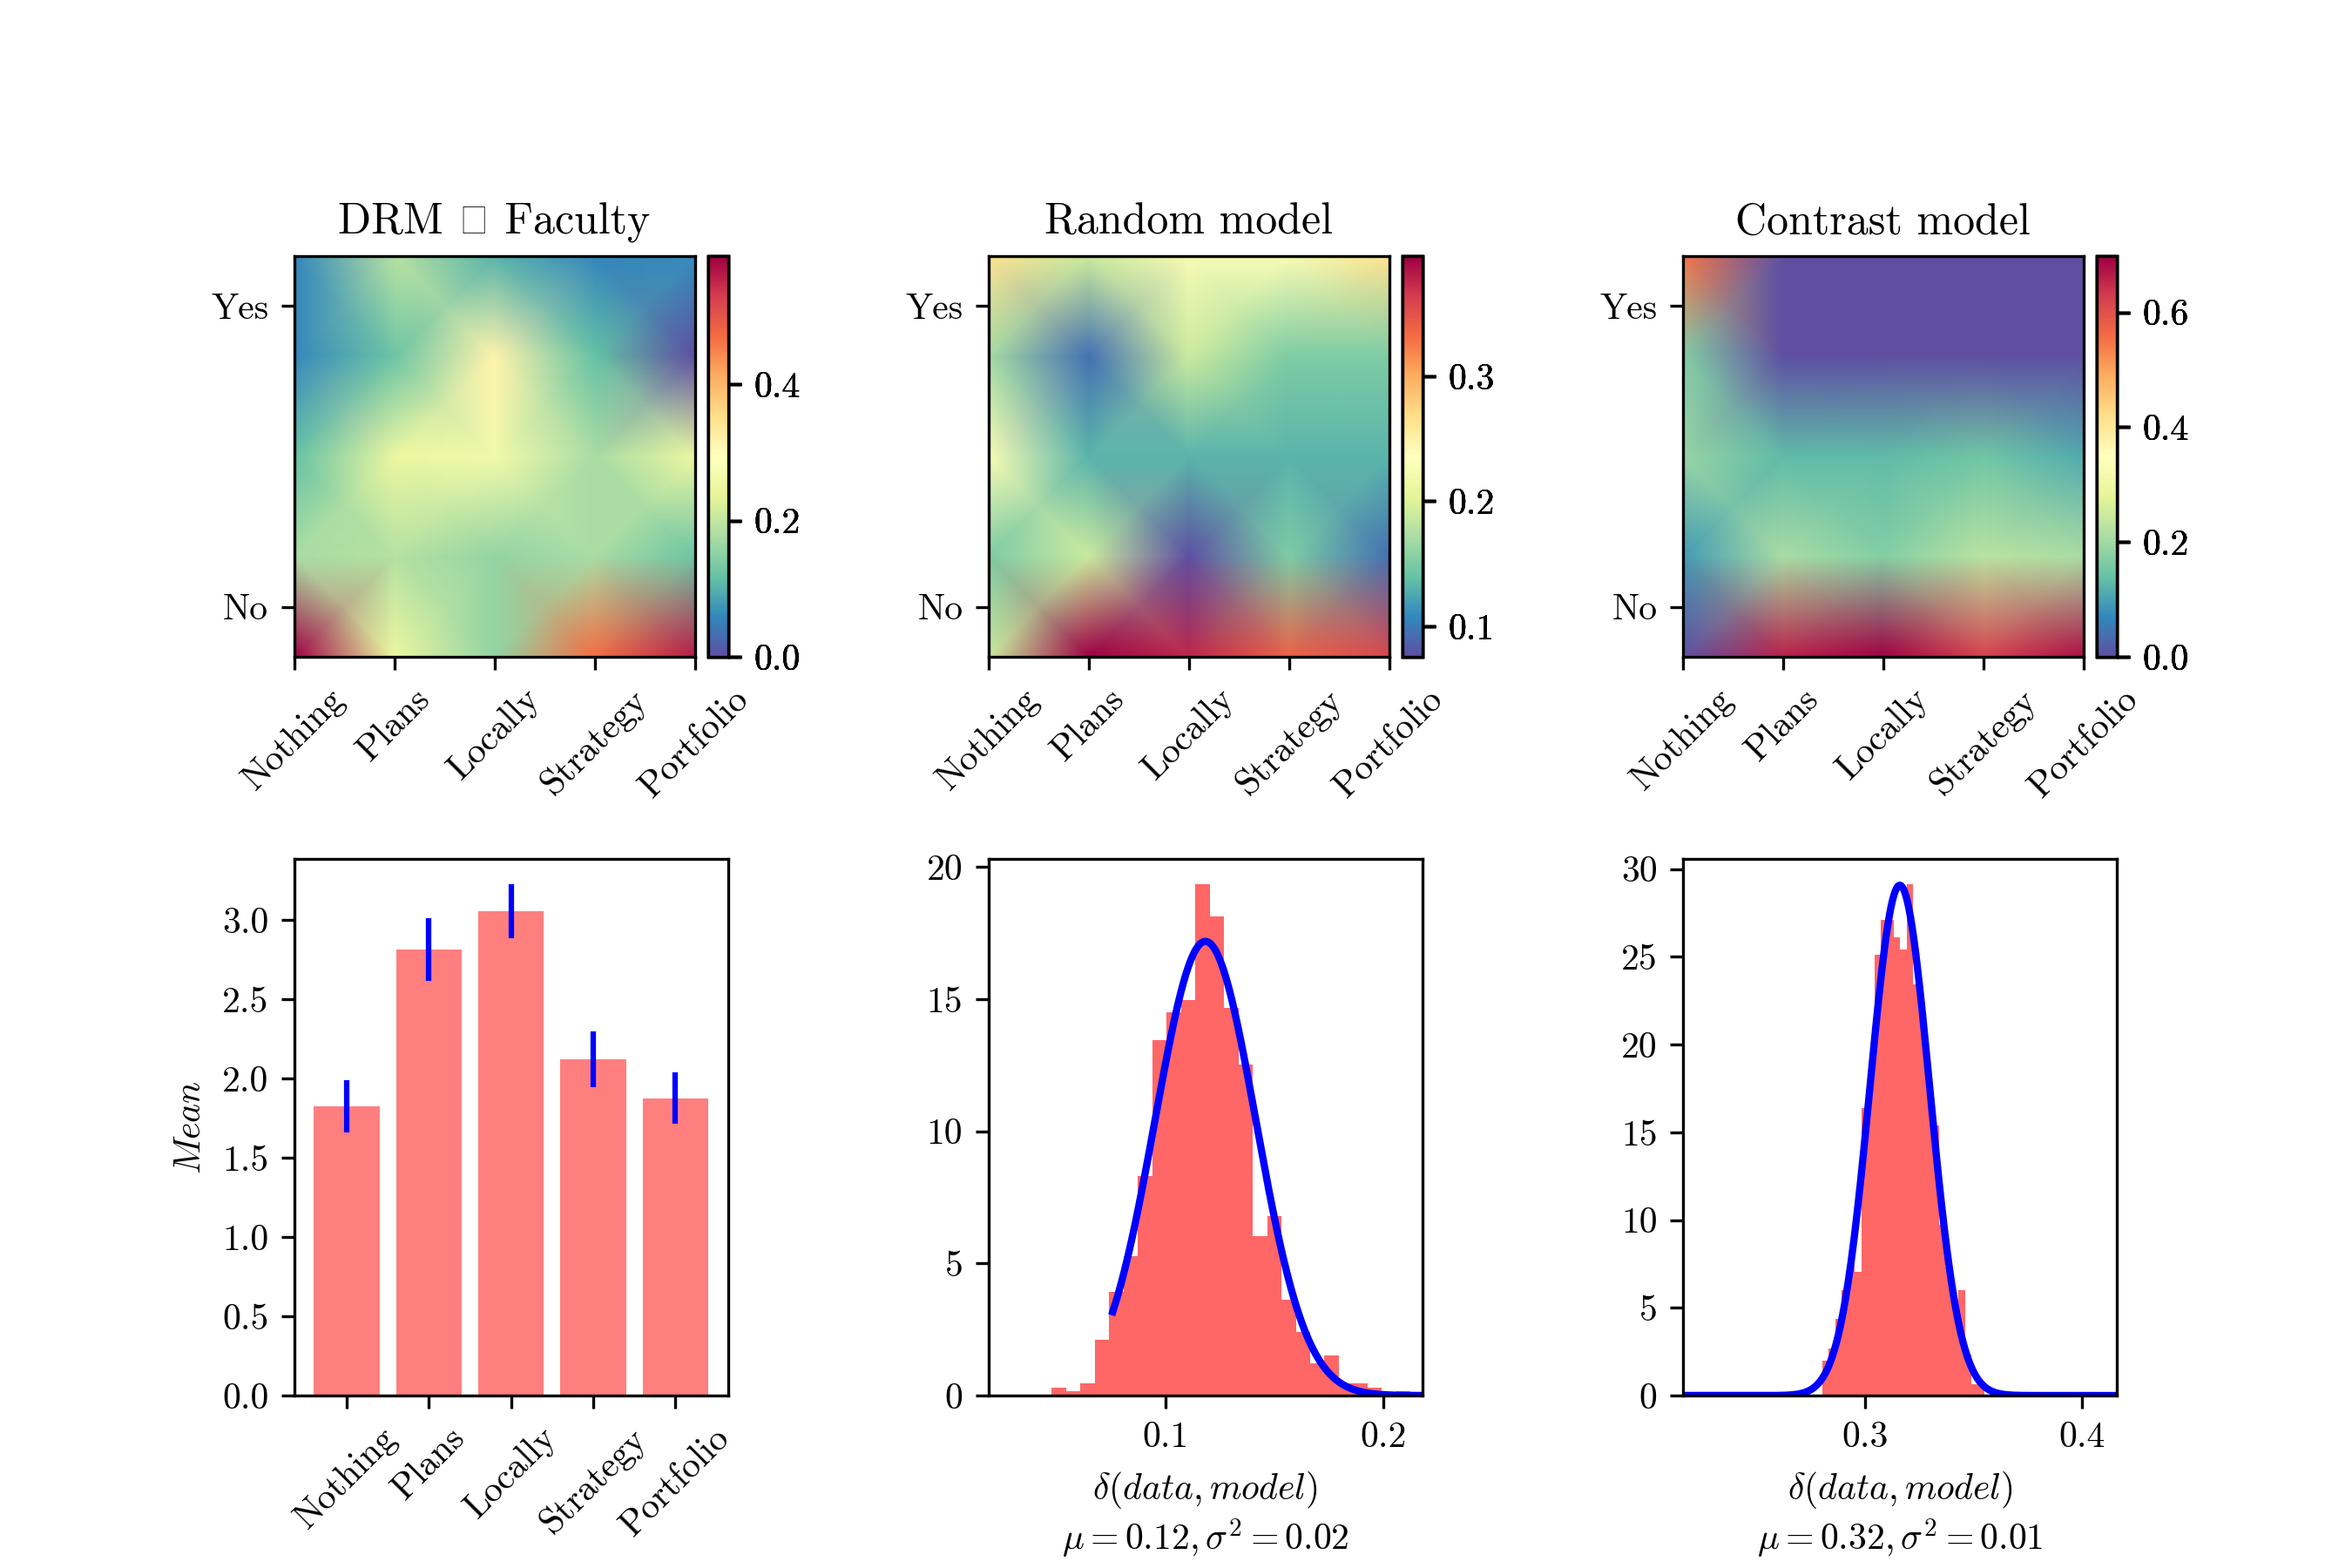 DRM □ Faculty
Yes
No
0.4
0.2
0.0
Nothing
Plans
Locally
Strategy
Portfolio
Random model
Yes
No
0.3
0.2
0.1
Nothing
Plans
Locally
Strategy
Portfolio
Contrast model
Yes
No
0.6
0.4
0.2
0.0
Nothing
Plans
Locally
Strategy
Portfolio
Mean
3.0
2.5
2.0
1.5
1.0
0.5
0.0
Nothing
Plans
Locally
Strategy
Portfolio
20
15
10
5
0
0.1
0.2
δ(data, model)
μ = 0.12, σ² = 0.02
30
25
20
15
10
5
0
0.3
0.4
δ(data, model)
μ = 0.32, σ² = 0.01